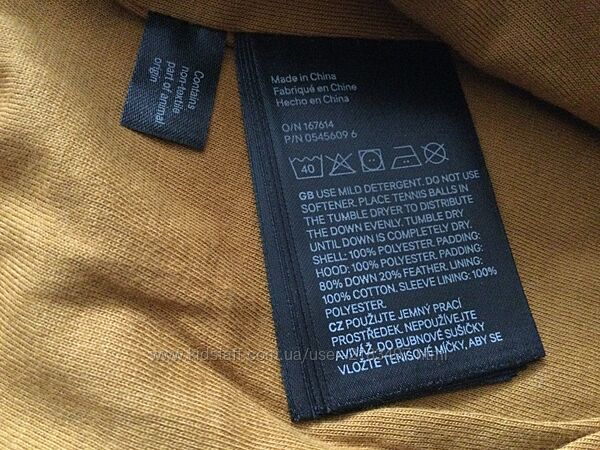 Contains
non-textile
part of animal
origin
Made in China
Fabriqué en Chine
Hecho en China
O/N 167614
P/N 0545609 6
40
GB USE MILD DETERGENT. DO NOT USE
SOFTENER. PLACE TENNIS BALLS IN
THE TUMBLE DRYER TO DISTRIBUTE
THE DOWN EVENLY. TUMBLE DRY
UNTIL DOWN IS COMPLETELY DRY.
SHELL: 100% POLYESTER. PADDING:
HOOD: 100% POLYESTER. PADDING:
80% DOWN 20% FEATHER. LINING:
100% COTTON. SLEEVE LINING: 100%
POLYESTER.
CZ POUŽIJTE JEMNÝ PRACÍ
PROSTŘEDEK. NEPOUŽÍVEJTE
AVIVÁŽ. DO BUBNOVÉ SUŠIČKY
VLOŽTE TENISOVÉ MÍČKY, ABY SE